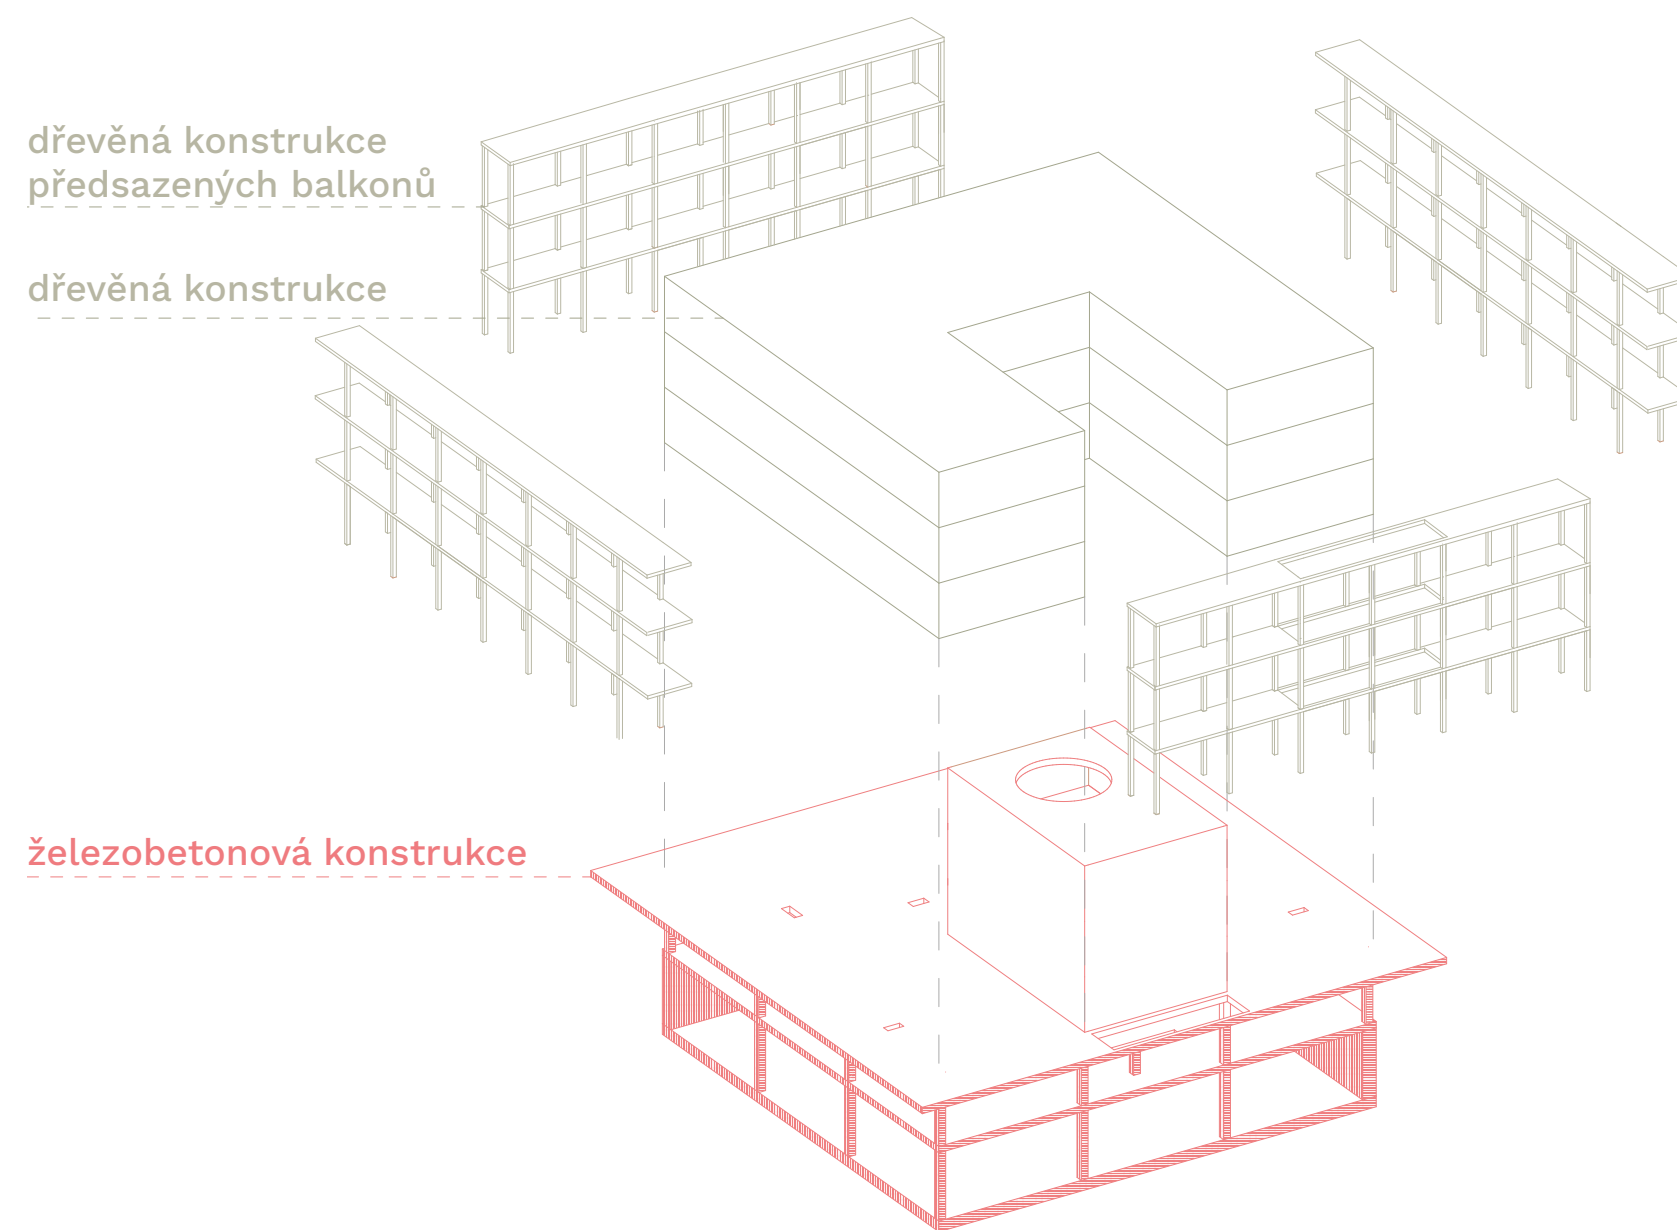 dřevěná konstrukce
předsazených balkonů
dřevěná konstrukce
železobetonová konstrukce